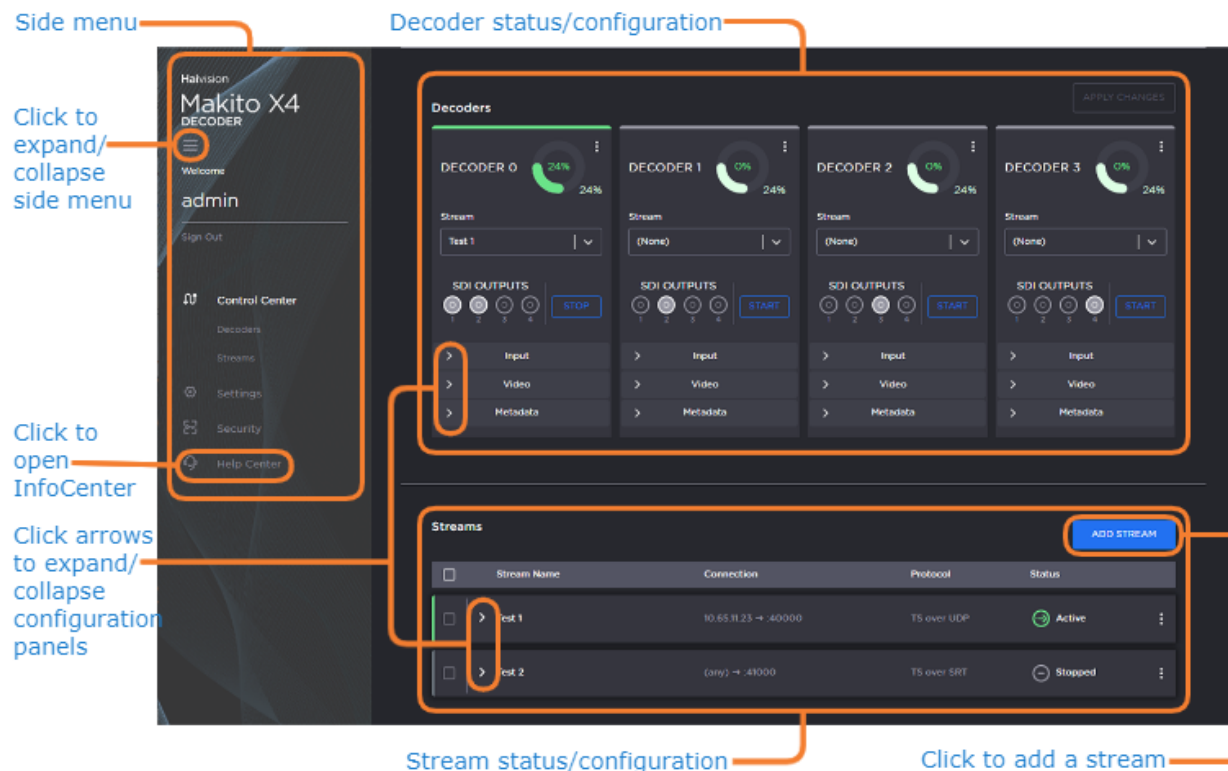 Side menu
Decoder status/configuration
Click to
expand/
collapse
side menu
Click to
open
InfoCenter
Click arrows
to expand/
collapse
configuration
panels
Haivision
Makito X4
DECODER
Welcome
admin
Sign Out
Control Center
Decoders
Streams
Settings
Security
Help Center
Decoders
APPLY CHANGES
DECODER 0 24% 24%
Stream
Test 1
SDI OUTPUTS
STOP
1 2 3 4
Input
Video
Metadata
DECODER 1 0% 24%
Stream
(None)
SDI OUTPUTS
START
1 2 3 4
Input
Video
Metadata
DECODER 2 0% 24%
Stream
(None)
SDI OUTPUTS
START
1 2 3 4
Input
Video
Metadata
DECODER 3 0% 24%
Stream
(None)
SDI OUTPUTS
START
1 2 3 4
Input
Video
Metadata
Streams
ADD STREAM
Stream Name Connection Protocol Status
Test 1 10.65.11.23 → :40000 TS over UDP Active
Test 2 (any) → :41000 TS over SRT Stopped
Stream status/configuration
Click to add a stream